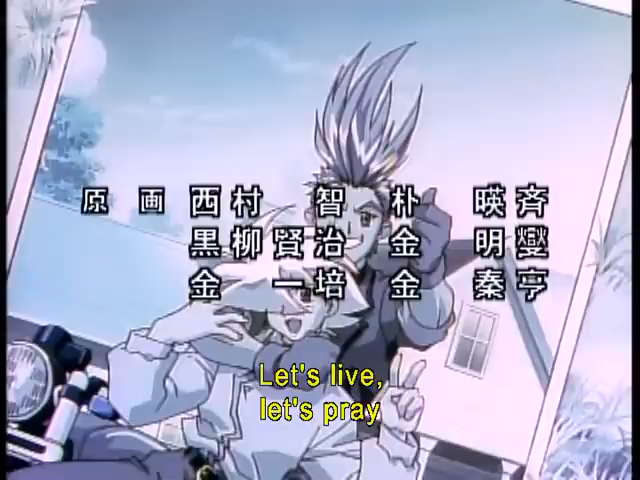 原画 西村 智 朴 暎斉
黒柳賢治 金 明燮
金 一培 金 秦亨
Let's live,
let's pray